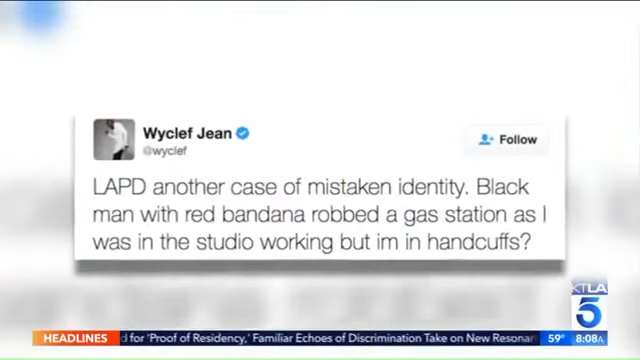 Wyclef Jean
@wyclef
Follow
LAPD another case of mistaken identity. Black
man with red bandana robbed a gas station as I
was in the studio working but im in handcuffs?
KTLA
5
HEADLINES
d for 'Proof of Residency,' Familiar Echoes of Discrimination Take on New Resonan
59°
8:08A